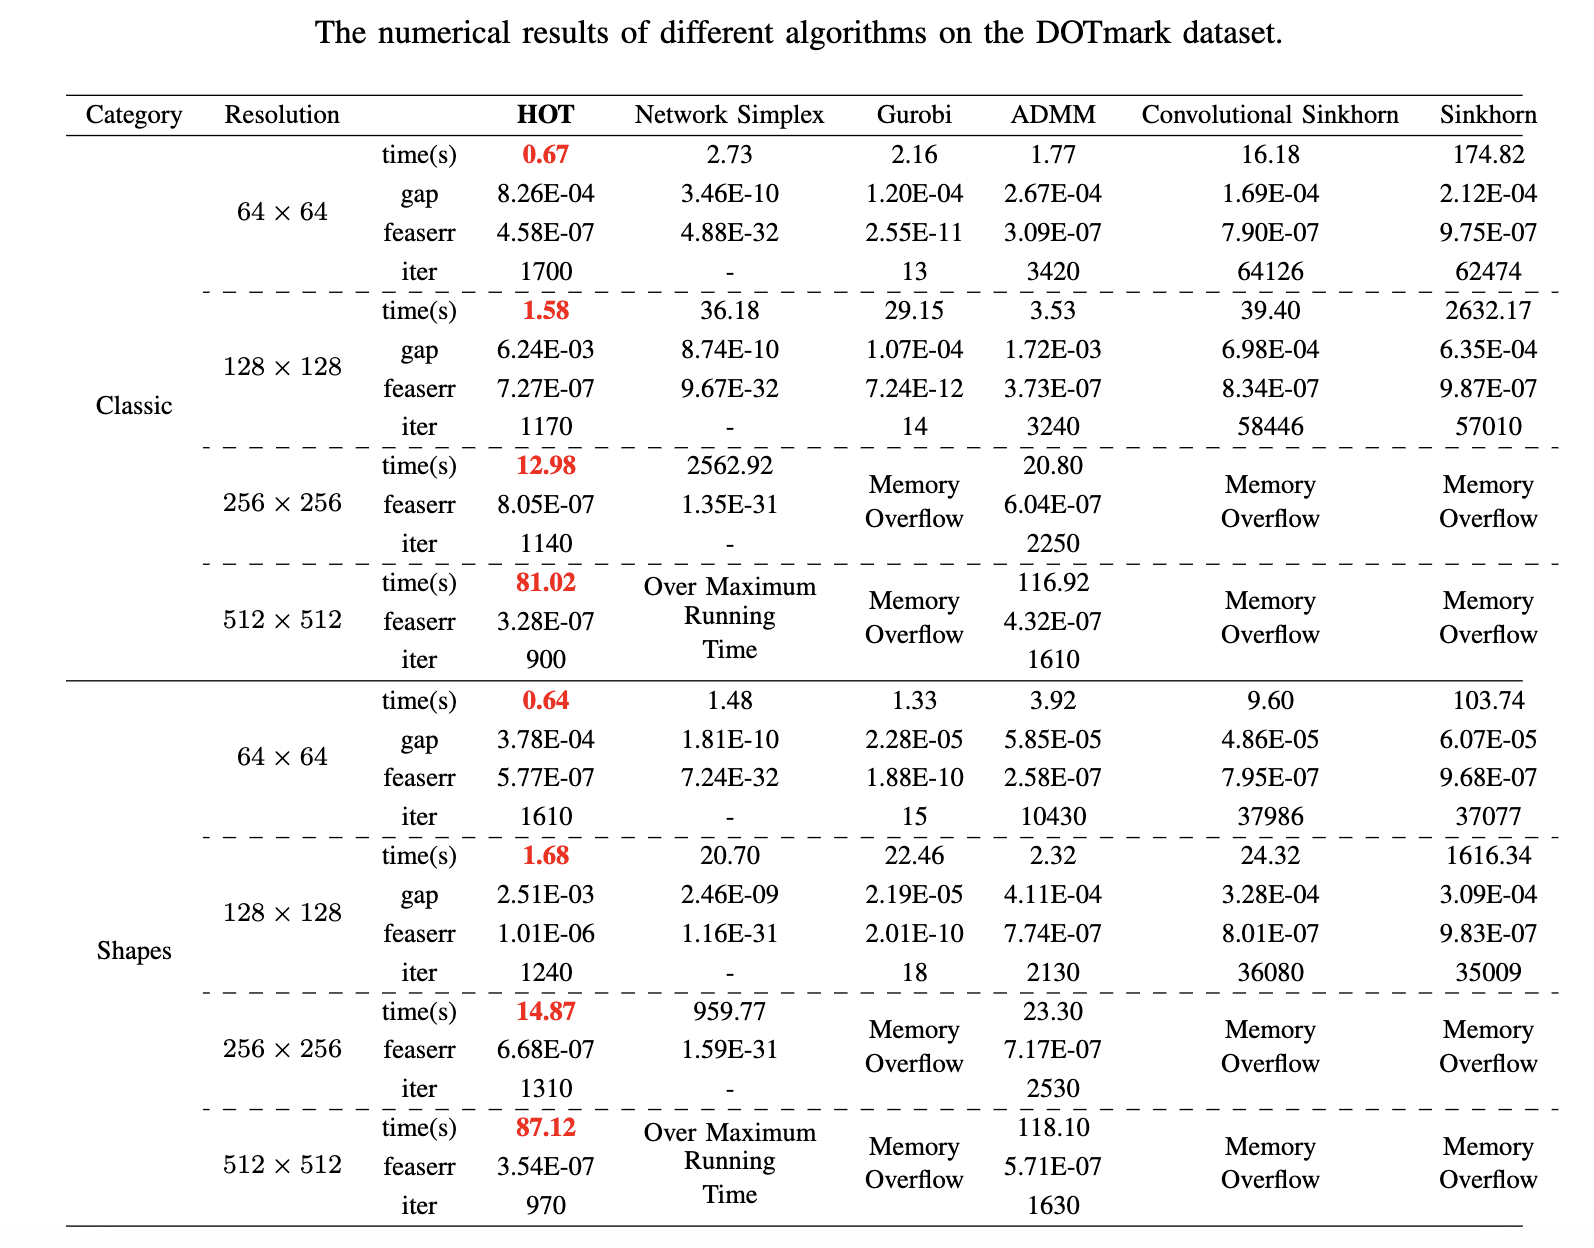 The numerical results of different algorithms on the DOTmark dataset.
Category Resolution HOT Network Simplex Gurobi ADMM Convolutional Sinkhorn Sinkhorn
Classic
64 × 64
time(s) 0.67 2.73 2.16 1.77 16.18 174.82
gap 8.26E-04 3.46E-10 1.20E-04 2.67E-04 1.69E-04 2.12E-04
feaserr 4.58E-07 4.88E-32 2.55E-11 3.09E-07 7.90E-07 9.75E-07
iter 1700 - 13 3420 64126 62474
128 × 128
time(s) 1.58 36.18 29.15 3.53 39.40 2632.17
gap 6.24E-03 8.74E-10 1.07E-04 1.72E-03 6.98E-04 6.35E-04
feaserr 7.27E-07 9.67E-32 7.24E-12 3.73E-07 8.34E-07 9.87E-07
iter 1170 - 14 3240 58446 57010
256 × 256
time(s) 12.98 2562.92 Memory Overflow 20.80 Memory Overflow Memory Overflow
feaserr 8.05E-07 1.35E-31 6.04E-07
iter 1140 - 2250
512 × 512
time(s) 81.02 Over Maximum Running Time Memory Overflow 116.92 Memory Overflow Memory Overflow
feaserr 3.28E-07 4.32E-07
iter 900 1610
Shapes
64 × 64
time(s) 0.64 1.48 1.33 3.92 9.60 103.74
gap 3.78E-04 1.81E-10 2.28E-05 5.85E-05 4.86E-05 6.07E-05
feaserr 5.77E-07 7.24E-32 1.88E-10 2.58E-07 7.95E-07 9.68E-07
iter 1610 - 15 10430 37986 37077
128 × 128
time(s) 1.68 20.70 22.46 2.32 24.32 1616.34
gap 2.51E-03 2.46E-09 2.19E-05 4.11E-04 3.28E-04 3.09E-04
feaserr 1.01E-06 1.16E-31 2.01E-10 7.74E-07 8.01E-07 9.83E-07
iter 1240 - 18 2130 36080 35009
256 × 256
time(s) 14.87 959.77 Memory Overflow 23.30 Memory Overflow Memory Overflow
feaserr 6.68E-07 1.59E-31 7.17E-07
iter 1310 - 2530
512 × 512
time(s) 87.12 Over Maximum Running Time Memory Overflow 118.10 Memory Overflow Memory Overflow
feaserr 3.54E-07 5.71E-07
iter 970 1630